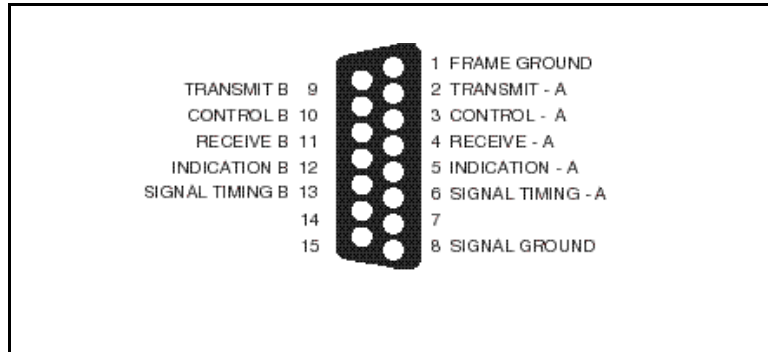 1 FRAME GROUND
TRANSMIT B 9
2 TRANSMIT - A
CONTROL B 10
3 CONTROL - A
RECEIVE B 11
4 RECEIVE - A
INDICATION B 12
5 INDICATION - A
SIGNAL TIMING B 13
6 SIGNAL TIMING - A
14
7
15
8 SIGNAL GROUND